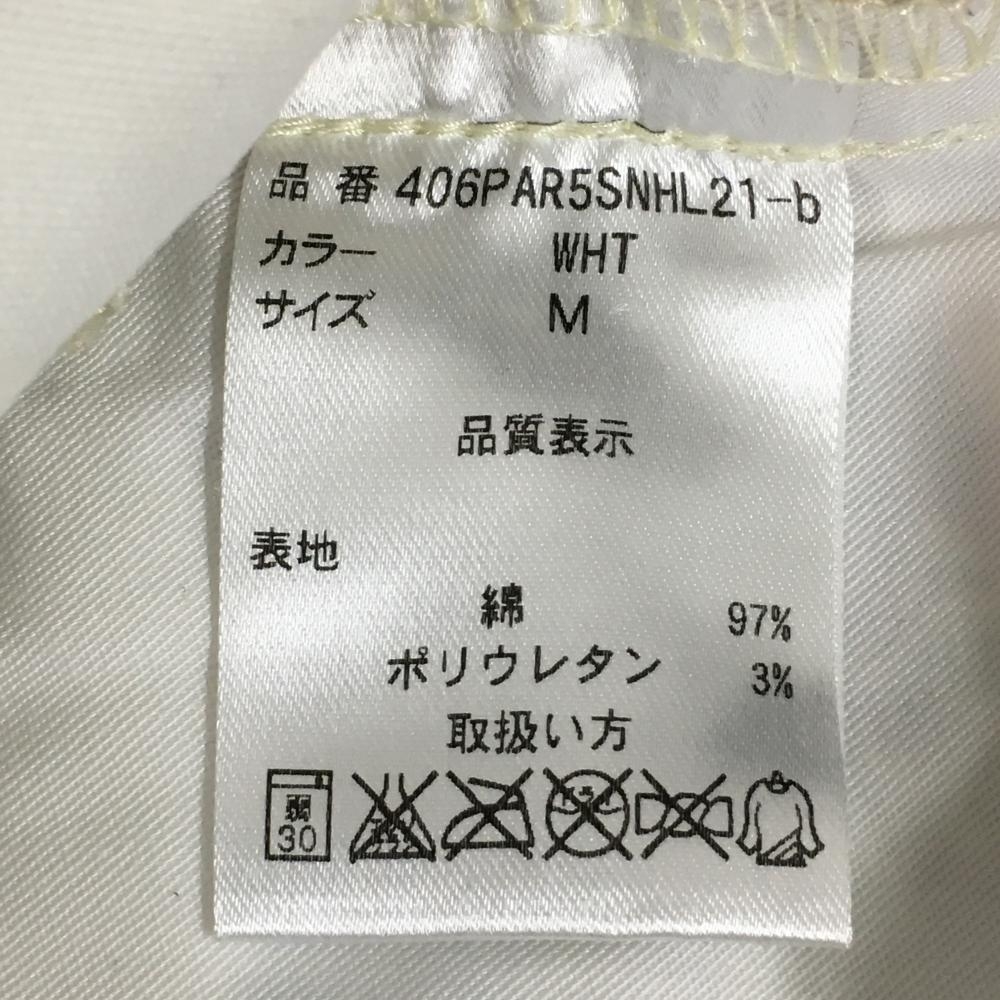 品番 406PAR5SNHL21-b
カラー WHT
サイズ M
品質表示
表地
綿 97%
ポリウレタン 3%
取扱い方
弱
30